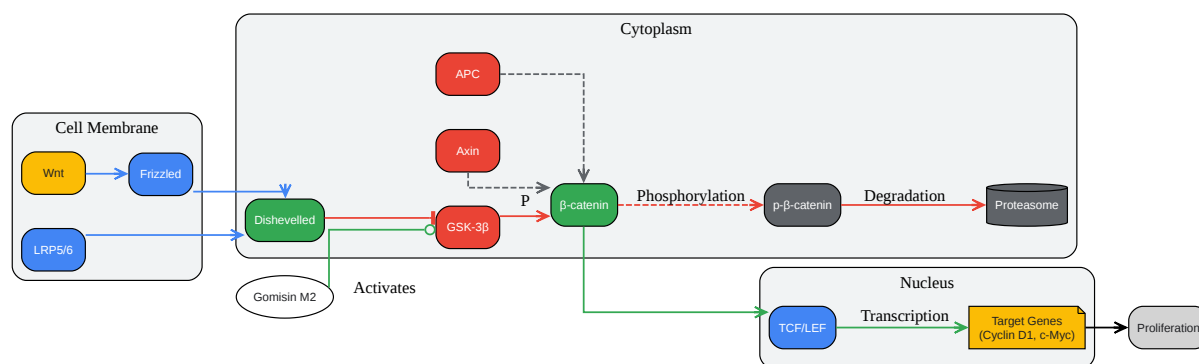 Cytoplasm
APC
Cell Membrane
Axin
Wnt
Frizzled
P
β-catenin
Phosphorylation
p-β-catenin
Degradation
Proteasome
Dishevelled
GSK-3β
LRP5/6
Gomisin M2
Activates
Nucleus
TCF/LEF
Transcription
Target Genes
(Cyclin D1, c-Myc)
Proliferation